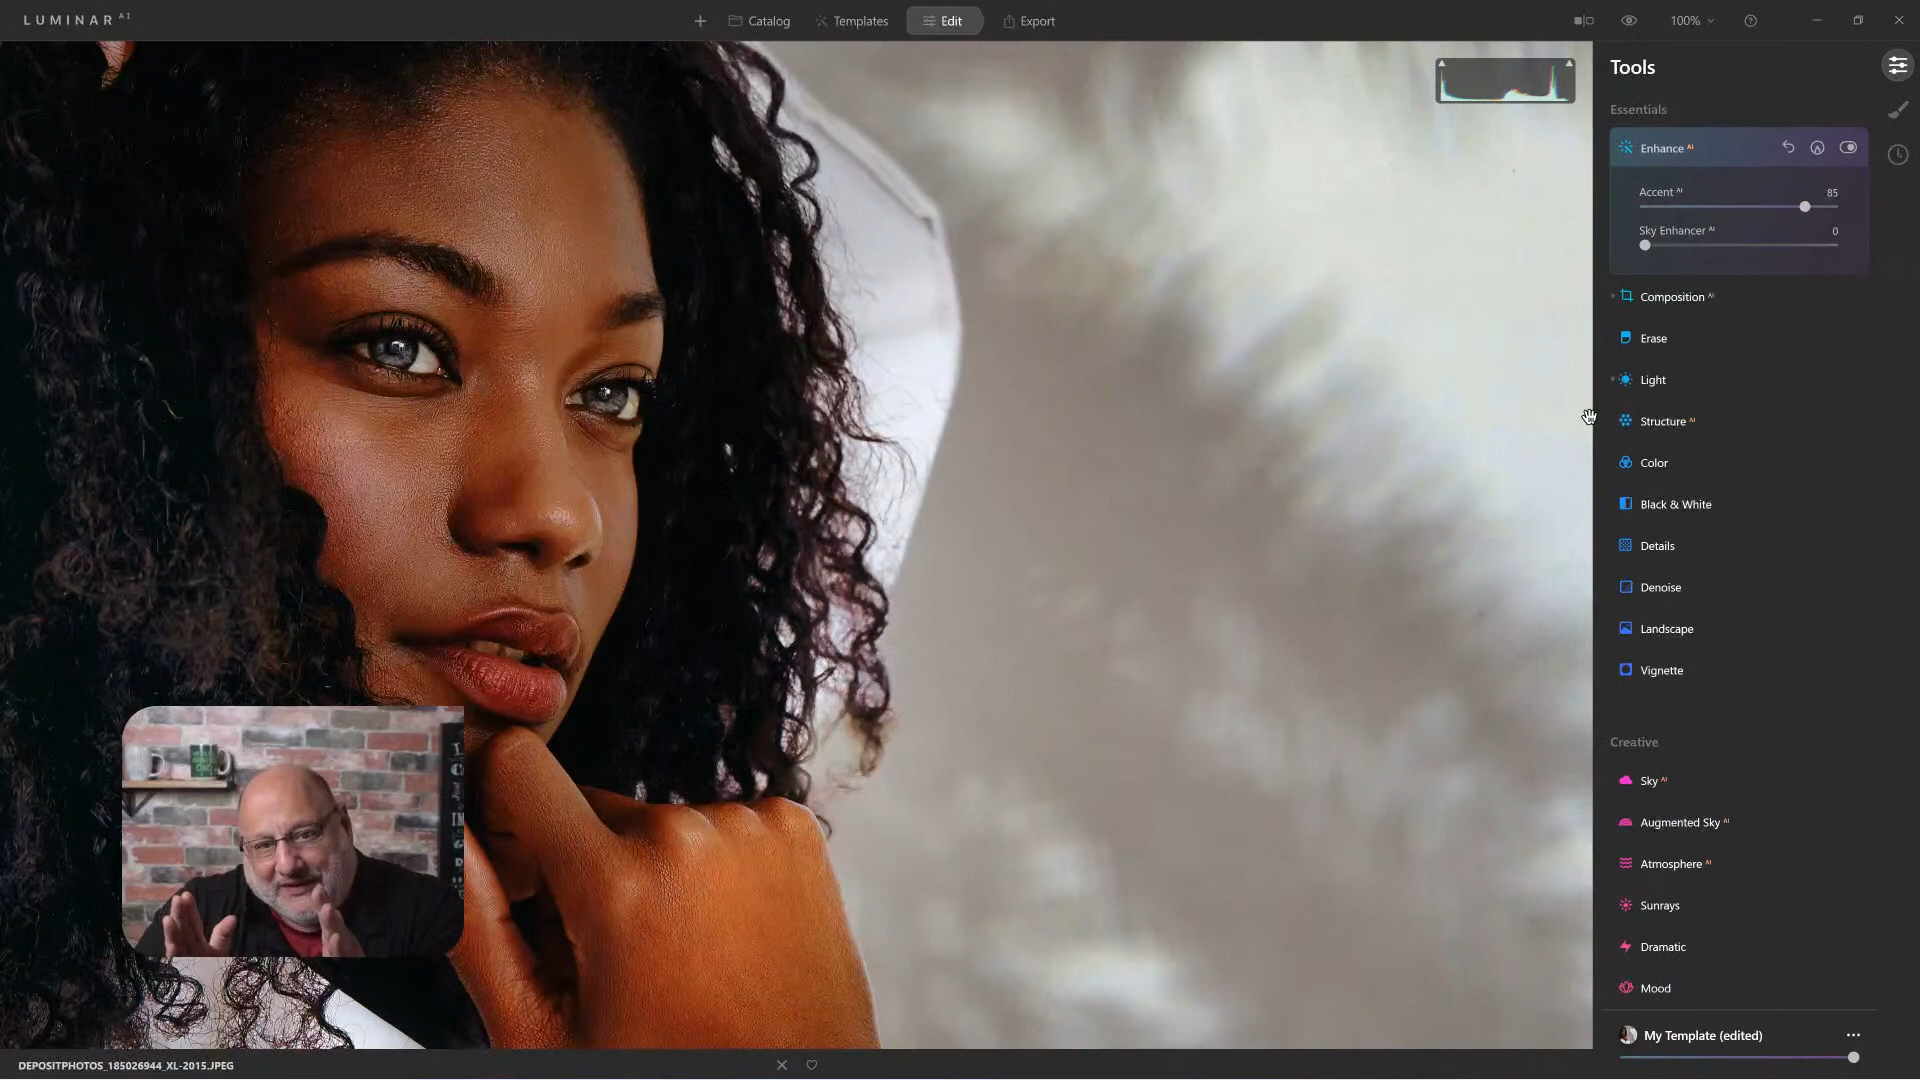 LUMINAR AI
Catalog
Templates
Edit
Export
100%
Tools
Essentials
Enhance AI
Accent AI
85
Sky Enhancer AI
0
Composition AI
Erase
Light
Structure AI
Color
Black & White
Details
Denoise
Landscape
Vignette
Creative
Sky AI
Augmented Sky AI
Atmosphere AI
Sunrays
Dramatic
Mood
My Template (edited)
DEPOSITPHOTOS_185026944_XL-2015.JPEG